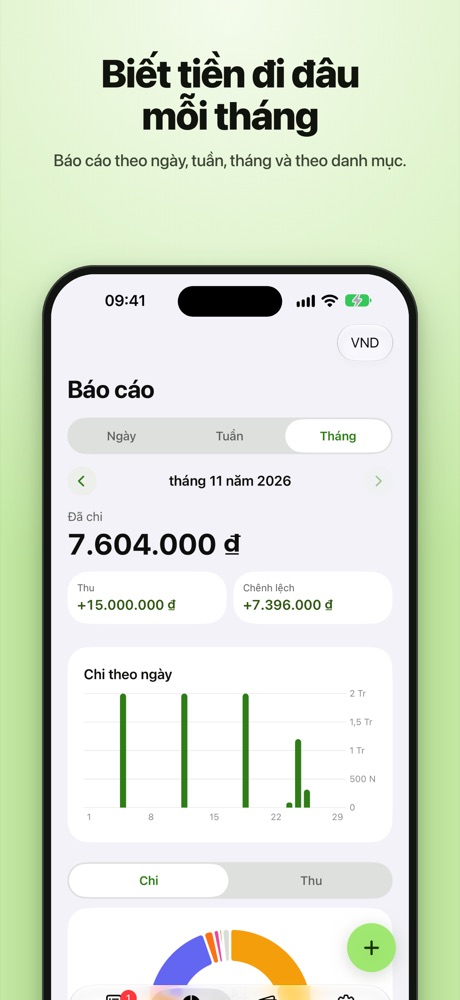 Biết tiền đi đâu
mỗi tháng
Báo cáo theo ngày, tuần, tháng và theo danh mục.
09:41
VND
Báo cáo
Ngày Tuần Tháng
tháng 11 năm 2026
Đã chi
7.604.000 ₫
Thu Chênh lệch
+15.000.000 ₫ +7.396.000 ₫
Chi theo ngày
2 Tr
1,5 Tr
1 Tr
500 N
0
1 8 15 22 29
Chi Thu
+
1